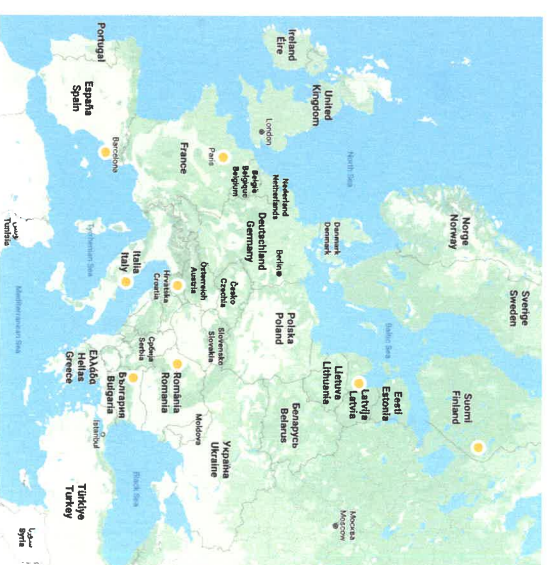 Sverige
Sweden
Norge
Norway
Suomi
Finland
Eesti
Estonia
Baltic Sea
Latvija
Latvia
North Sea
Москва
Moscow
Danmark
Denmark
Lietuva
Lithuania
United
Kingdom
Ireland
Éire
Беларусь
Belarus
Polska
Poland
London
Nederland
Netherlands
Berlin
België
Belgique
Belgium
Deutschland
Germany
Česko
Czechia
Україна
Ukraine
Paris
Slovensko
Slovakia
Österreich
Austria
Moldova
France
Hrvatska
Croatia
România
Romania
Србија
Serbia
Italia
Italy
България
Bulgaria
Black Sea
Barcelona
Portugal
España
Spain
Tyrrhenian Sea
İstanbul
Ελλάδα
Hellas
Greece
Türkiye
Turkey
Mediterranean Sea
تونس
Tunisia
سوريا
Syria